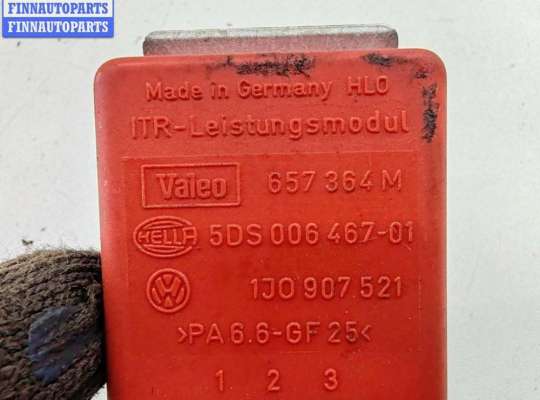 FINNAUTOPARTS
FINNAUTOPARTS
Made in Germany HLO
ITR-Leistungsmodul
Valeo 657 364 M
HELLA 5DS 006 467-01
1J0 907 521
>PA 6.6-GF 25<
1 2 3